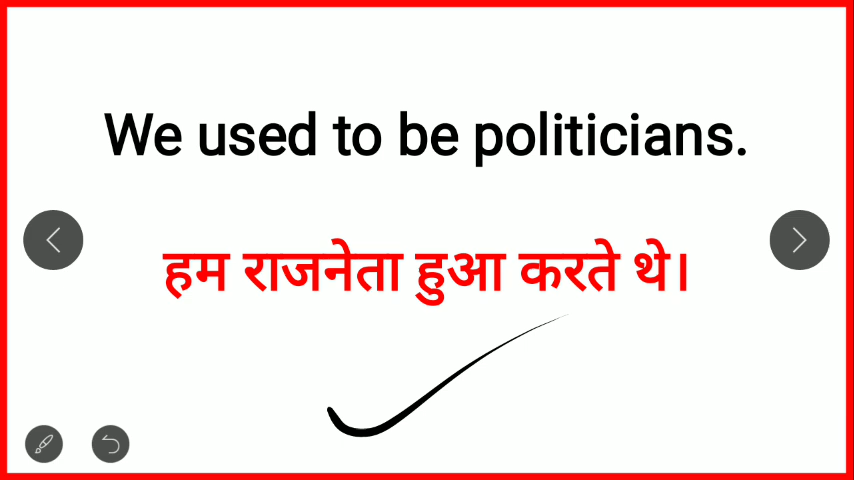 We used to be politicians.
हम राजनेता हुआ करते थे।